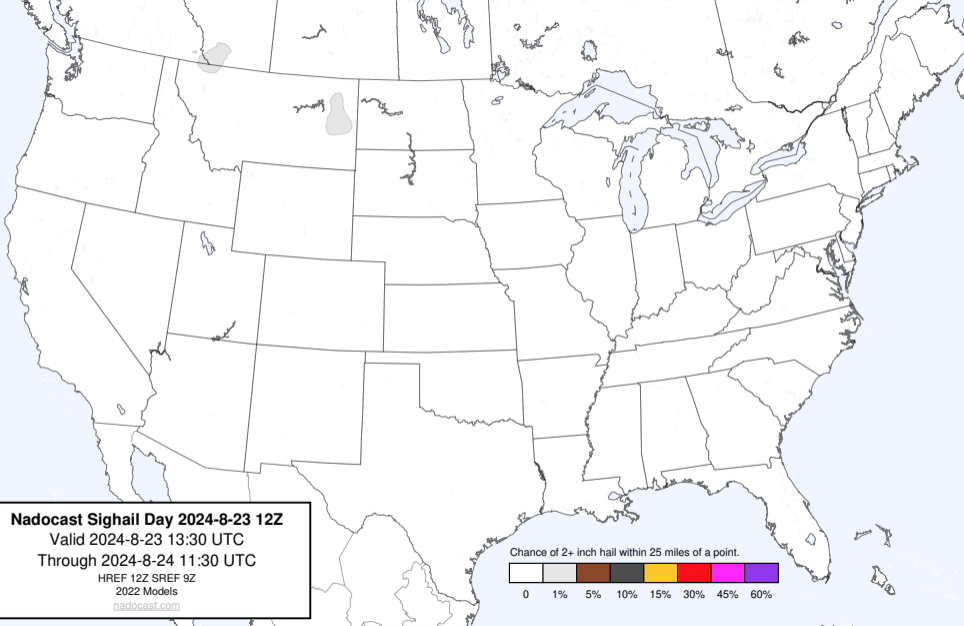 Nadocast Sighail Day 2024-8-23 12Z
Valid 2024-8-23 13:30 UTC
Through 2024-8-24 11:30 UTC
HREF 12Z SREF 9Z
2022 Models
nadocast.com
Chance of 2+ inch hail within 25 miles of a point.
0 1% 5% 10% 15% 30% 45% 60%